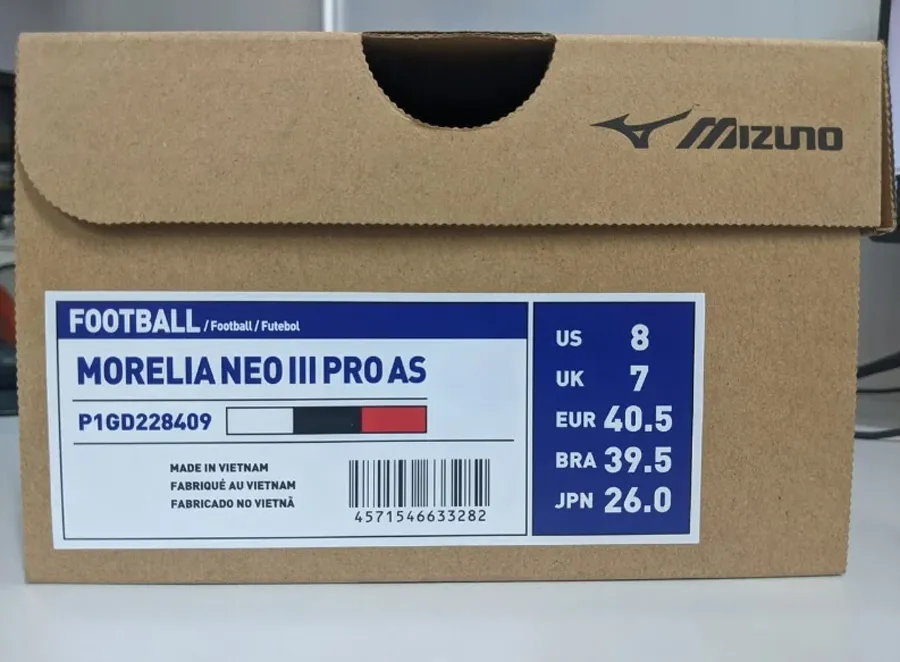 MIZUNO
FOOTBALL / Football / Futebol
MORELIA NEO III PRO AS
P1GD228409
MADE IN VIETNAM
FABRIQUÉ AU VIETNAM
FABRICADO NO VIETNÃ
4571546633282
US 8
UK 7
EUR 40.5
BRA 39.5
JPN 26.0